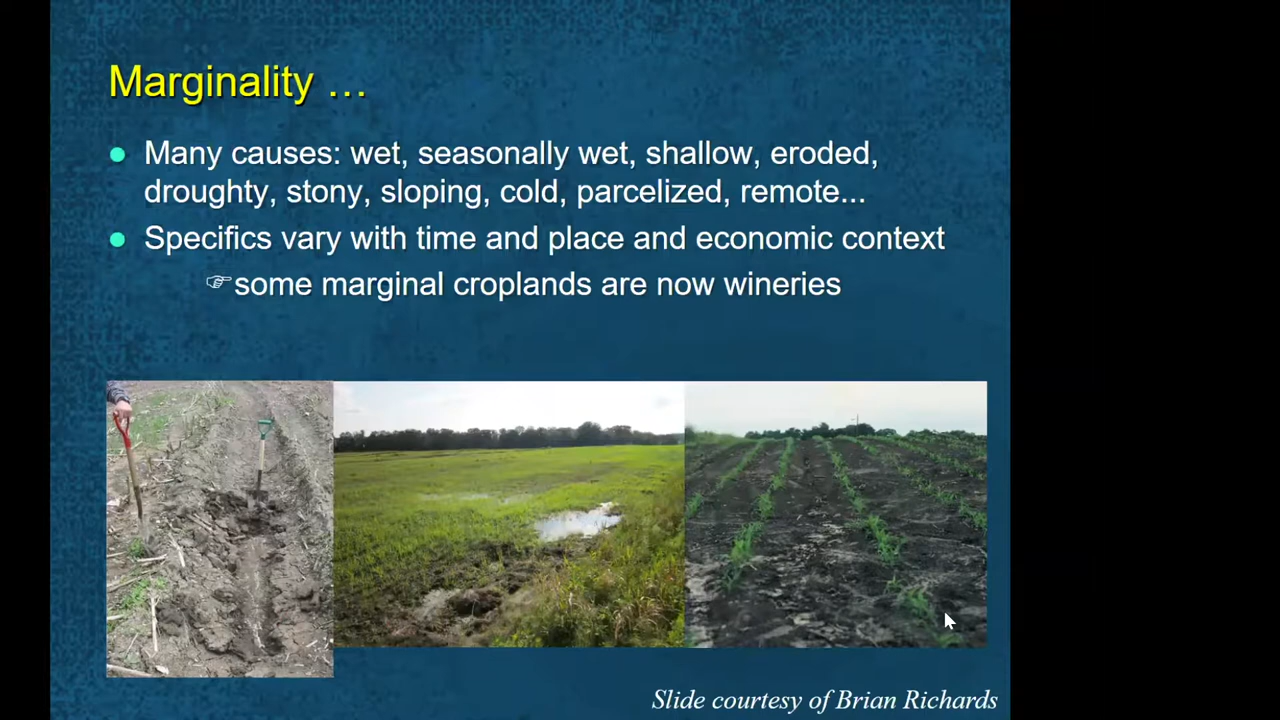 Marginality ...
Many causes: wet, seasonally wet, shallow, eroded,
droughty, stony, sloping, cold, parcelized, remote...
Specifics vary with time and place and economic context
some marginal croplands are now wineries
Slide courtesy of Brian Richards